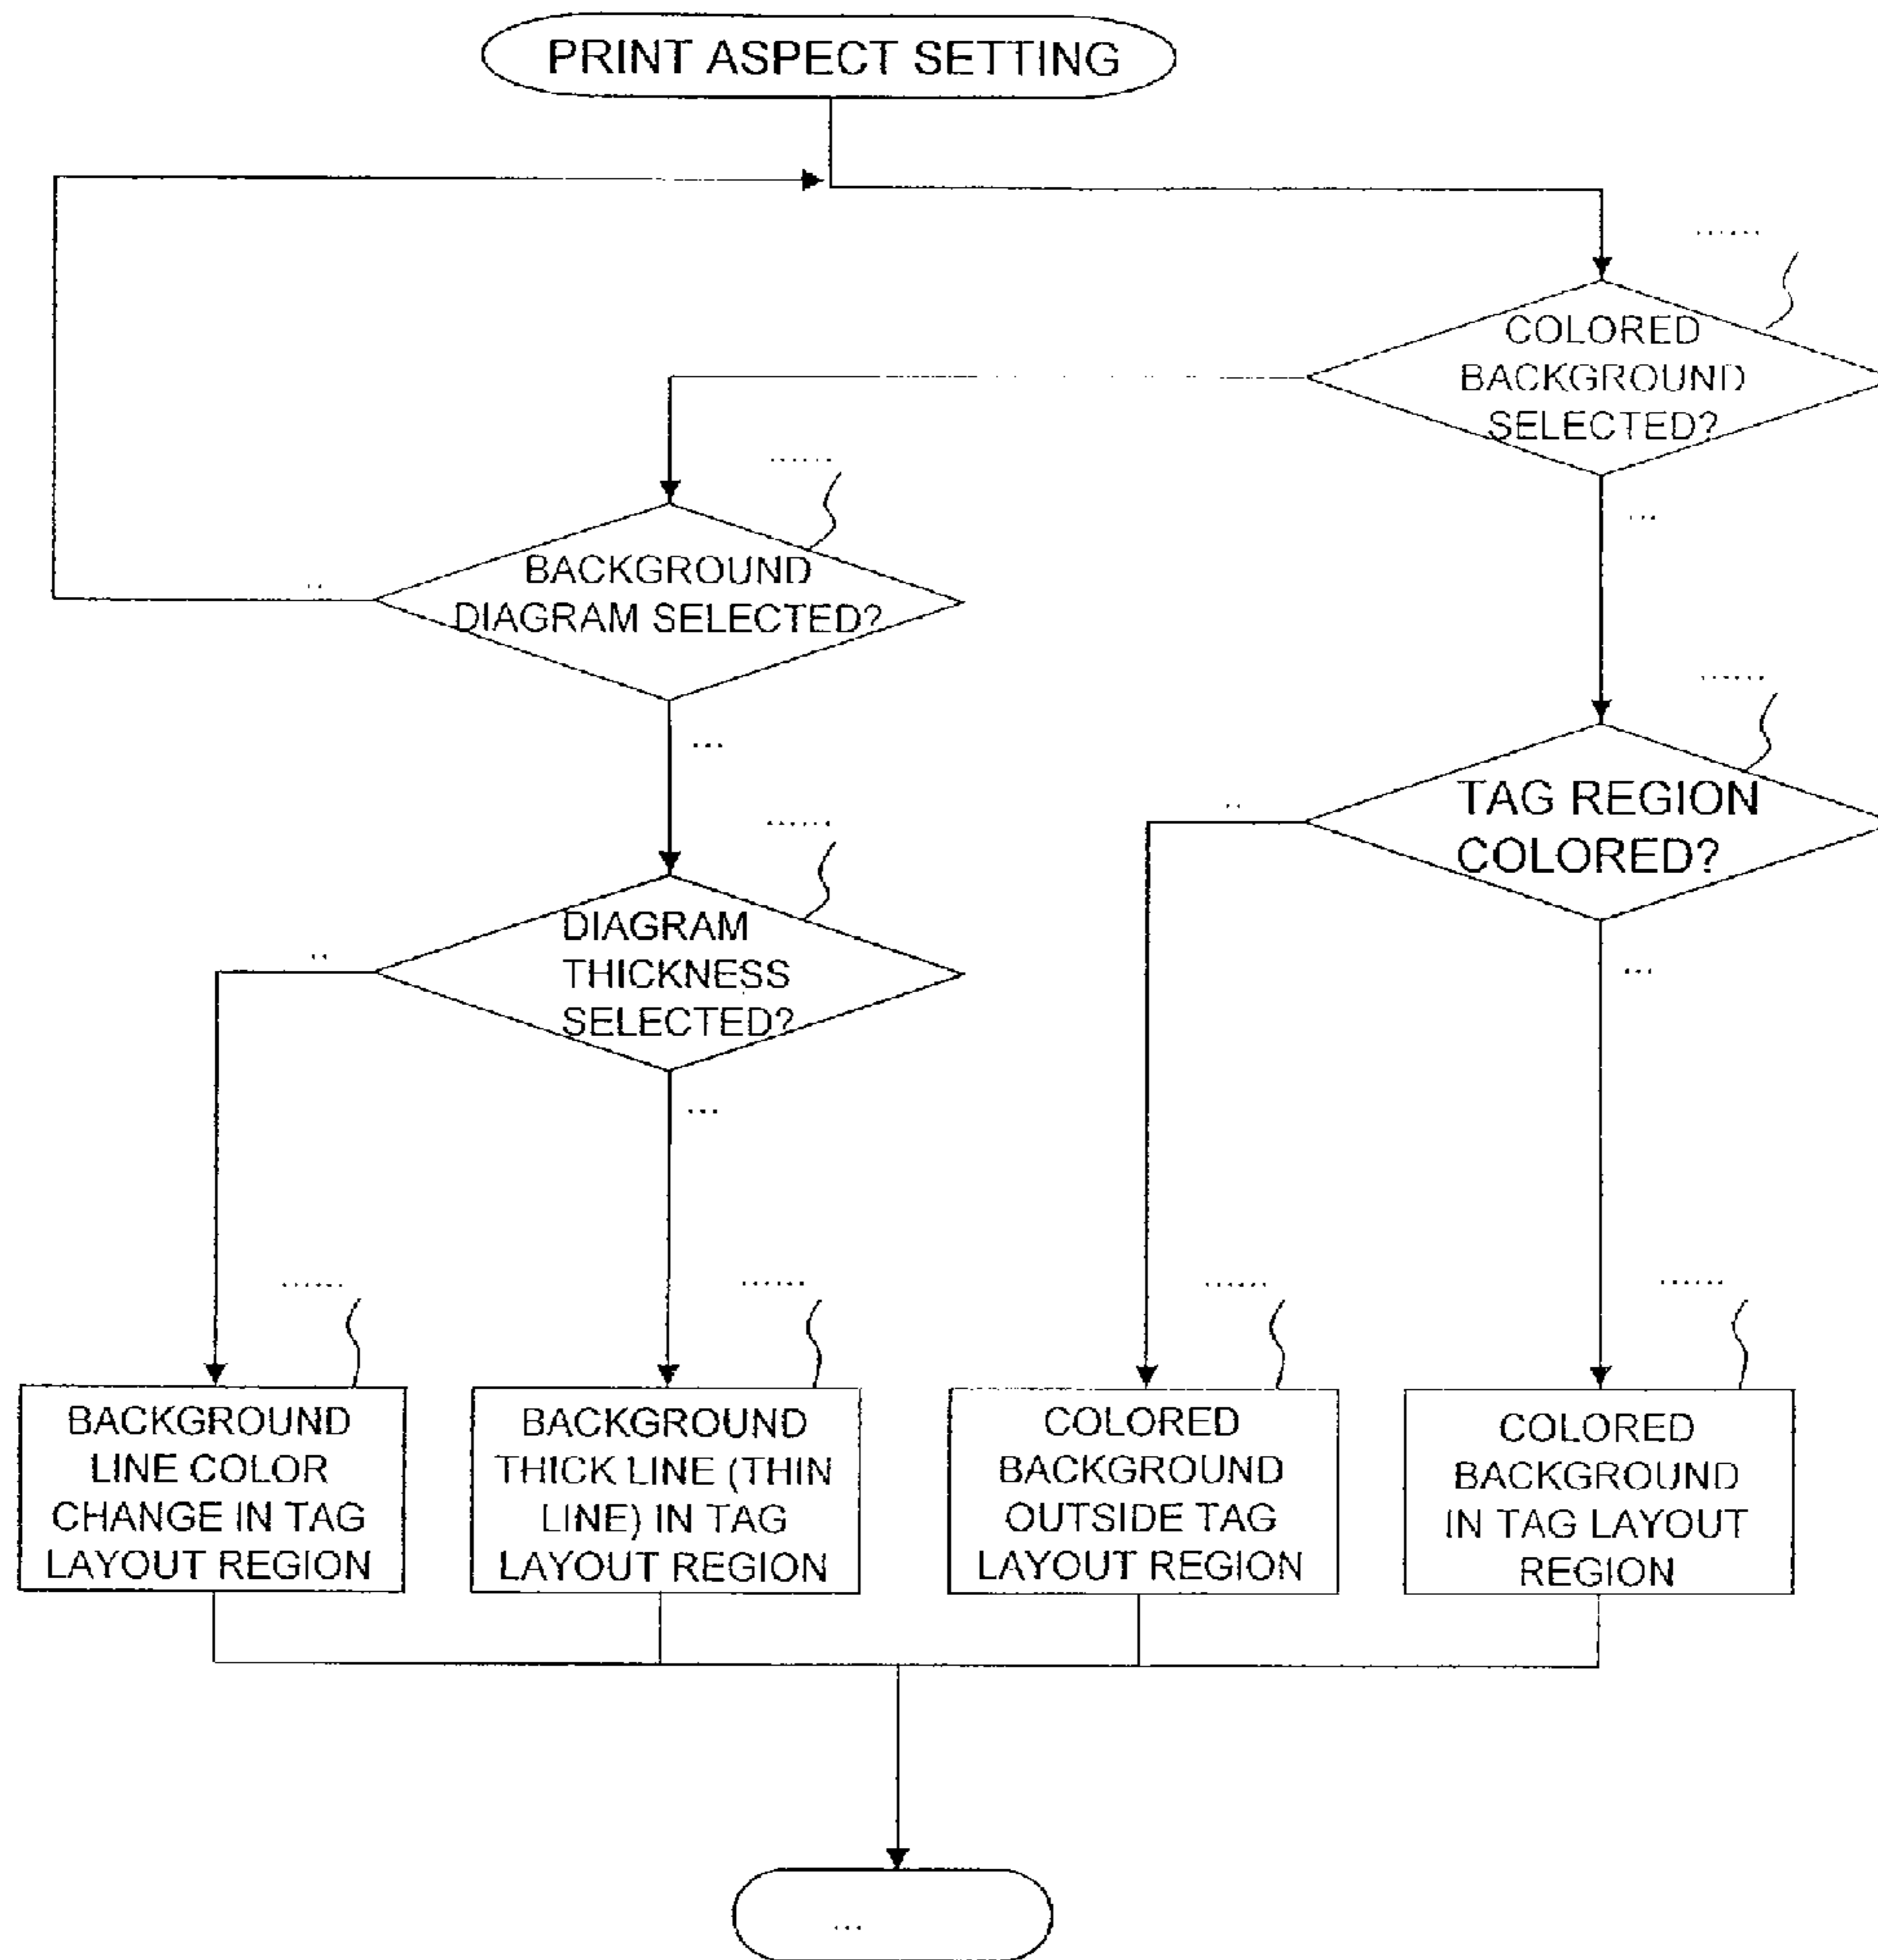 PRINT ASPECT SETTING
COLORED
BACKGROUND
SELECTED?
BACKGROUND
DIAGRAM SELECTED?
TAG REGION
COLORED?
DIAGRAM
THICKNESS
SELECTED?
BACKGROUND
LINE COLOR
CHANGE IN TAG
LAYOUT REGION
BACKGROUND
THICK LINE (THIN
LINE) IN TAG
LAYOUT REGION
COLORED
BACKGROUND
OUTSIDE TAG
LAYOUT REGION
COLORED
BACKGROUND
IN TAG LAYOUT
REGION